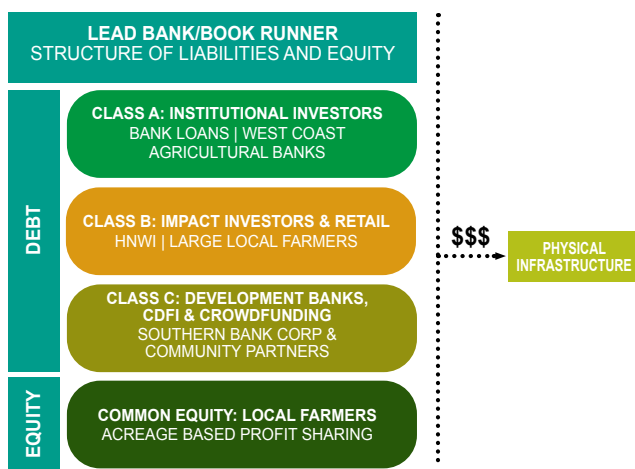 LEAD BANK/BOOK RUNNER
STRUCTURE OF LIABILITIES AND EQUITY
DEBT
CLASS A: INSTITUTIONAL INVESTORS
BANK LOANS | WEST COAST
AGRICULTURAL BANKS
CLASS B: IMPACT INVESTORS & RETAIL
HNWI | LARGE LOCAL FARMERS
CLASS C: DEVELOPMENT BANKS,
CDFI & CROWDFUNDING
SOUTHERN BANK CORP &
COMMUNITY PARTNERS
EQUITY
COMMON EQUITY: LOCAL FARMERS
ACREAGE BASED PROFIT SHARING
$$$
PHYSICAL
INFRASTRUCTURE